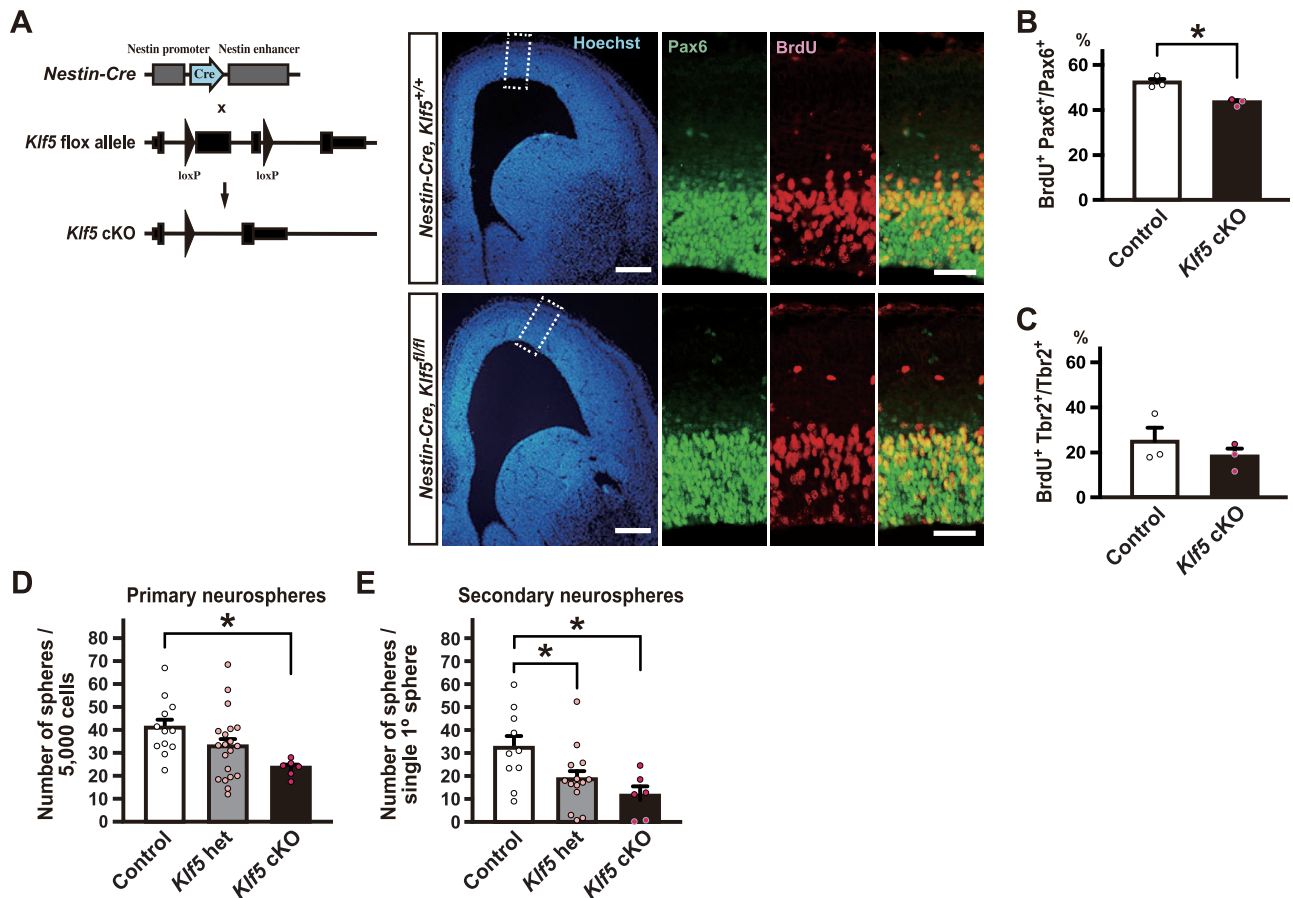 A
Nestin promoter Nestin enhancer
Nestin-Cre
Cre
x
Klf5 flox allele
loxP loxP
Klf5 cKO
Nestin-Cre, Klf5+/+
Hoechst
Pax6
BrdU
Nestin-Cre, Klf5fl/fl
B
%
*
60
40
20
0
BrdU+ Pax6+/Pax6+
Control
Klf5 cKO
C
%
60
40
20
0
BrdU+ Tbr2+/Tbr2+
Control
Klf5 cKO
D
Primary neurospheres
*
80
70
60
50
40
30
20
10
0
Number of spheres /
5,000 cells
Control
Klf5 het
Klf5 cKO
E
Secondary neurospheres
*
*
80
70
60
50
40
30
20
10
0
Number of spheres /
single 1º sphere
Control
Klf5 het
Klf5 cKO